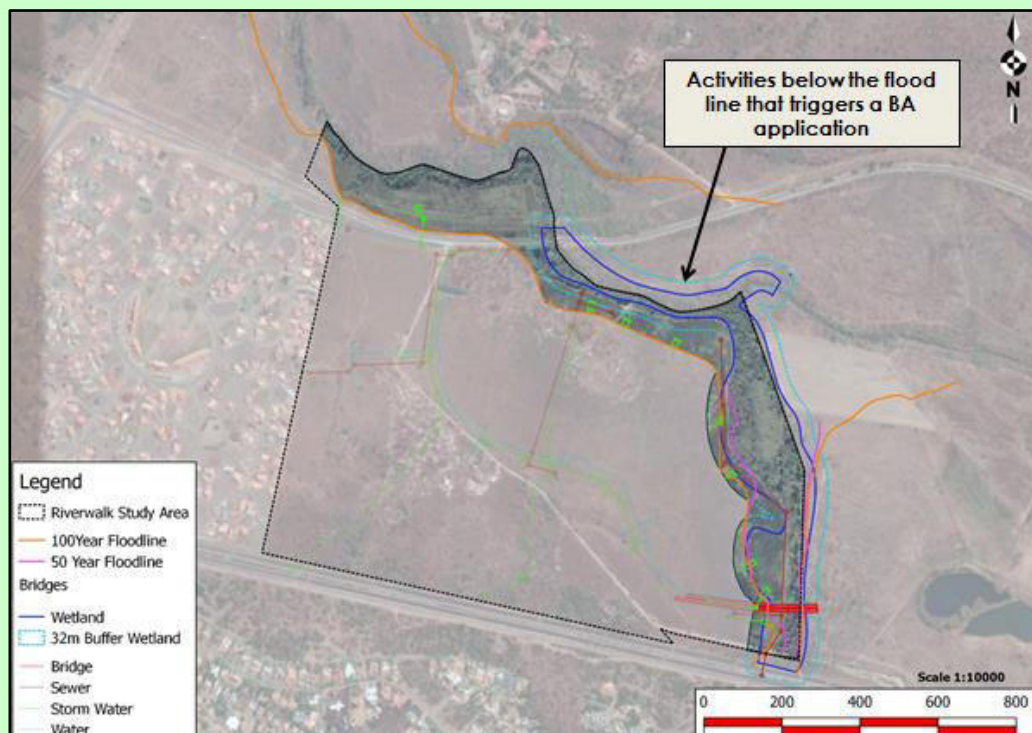 Activities below the flood
line that triggers a BA
application
N
Legend
Riverwalk Study Area
100Year Floodline
50 Year Floodline
Bridges
Wetland
32m Buffer Wetland
Bridge
Sewer
Storm Water
Water
Scale 1:10000
0 200 400 600 800